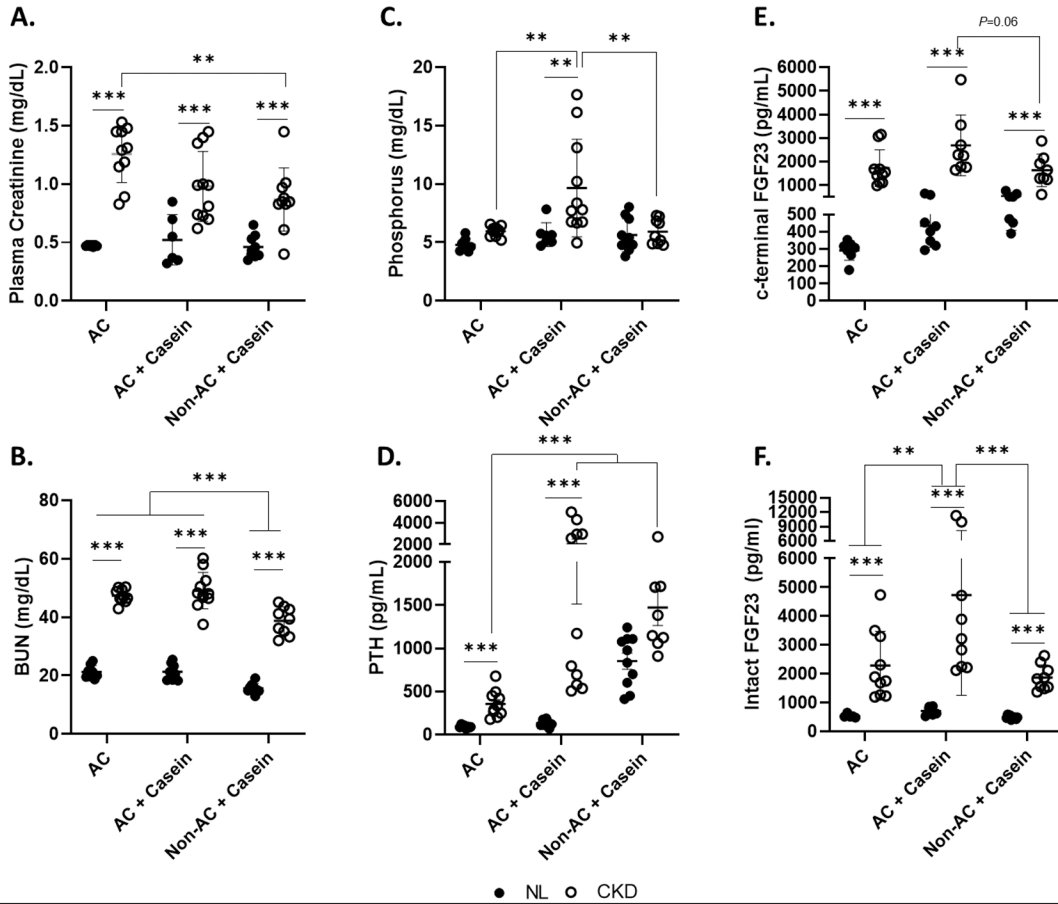 A.
Plasma Creatinine (mg/dL)
2.0
1.5
1.0
0.5
0.0
**
***
***
***
AC
AC + Casein
Non-AC + Casein
C.
Phosphorus (mg/dL)
20
15
10
5
0
**
**
**
AC
AC + Casein
Non-AC + Casein
E.
c-terminal FGF23 (pg/mL)
6000
5000
4000
3000
2000
1000
500
400
300
200
100
0
P=0.06
***
***
***
AC
AC + Casein
Non-AC + Casein
B.
BUN (mg/dL)
80
60
40
20
0
***
***
***
***
AC
AC + Casein
Non-AC + Casein
D.
PTH (pg/mL)
6000
4000
2000
1500
1000
500
0
***
***
***
AC
AC + Casein
Non-AC + Casein
F.
Intact FGF23 (pg/ml)
15000
12000
9000
6000
6000
5000
4000
3000
2000
1000
0
**
***
***
***
***
AC
AC + Casein
Non-AC + Casein
NL CKD